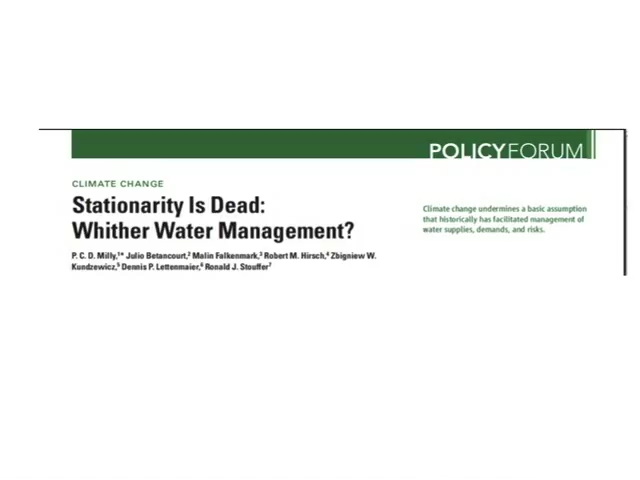 POLICYFORUM
CLIMATE CHANGE
Stationarity Is Dead:
Whither Water Management?
P. C. D. Milly,¹* Julio Betancourt,² Malin Falkenmark,³ Robert M. Hirsch,⁴ Zbigniew W.
Kundzewicz,⁵ Dennis P. Lettenmaier,⁶ Ronald J. Stouffer⁷
Climate change undermines a basic assumption
that historically has facilitated management of
water supplies, demands, and risks.